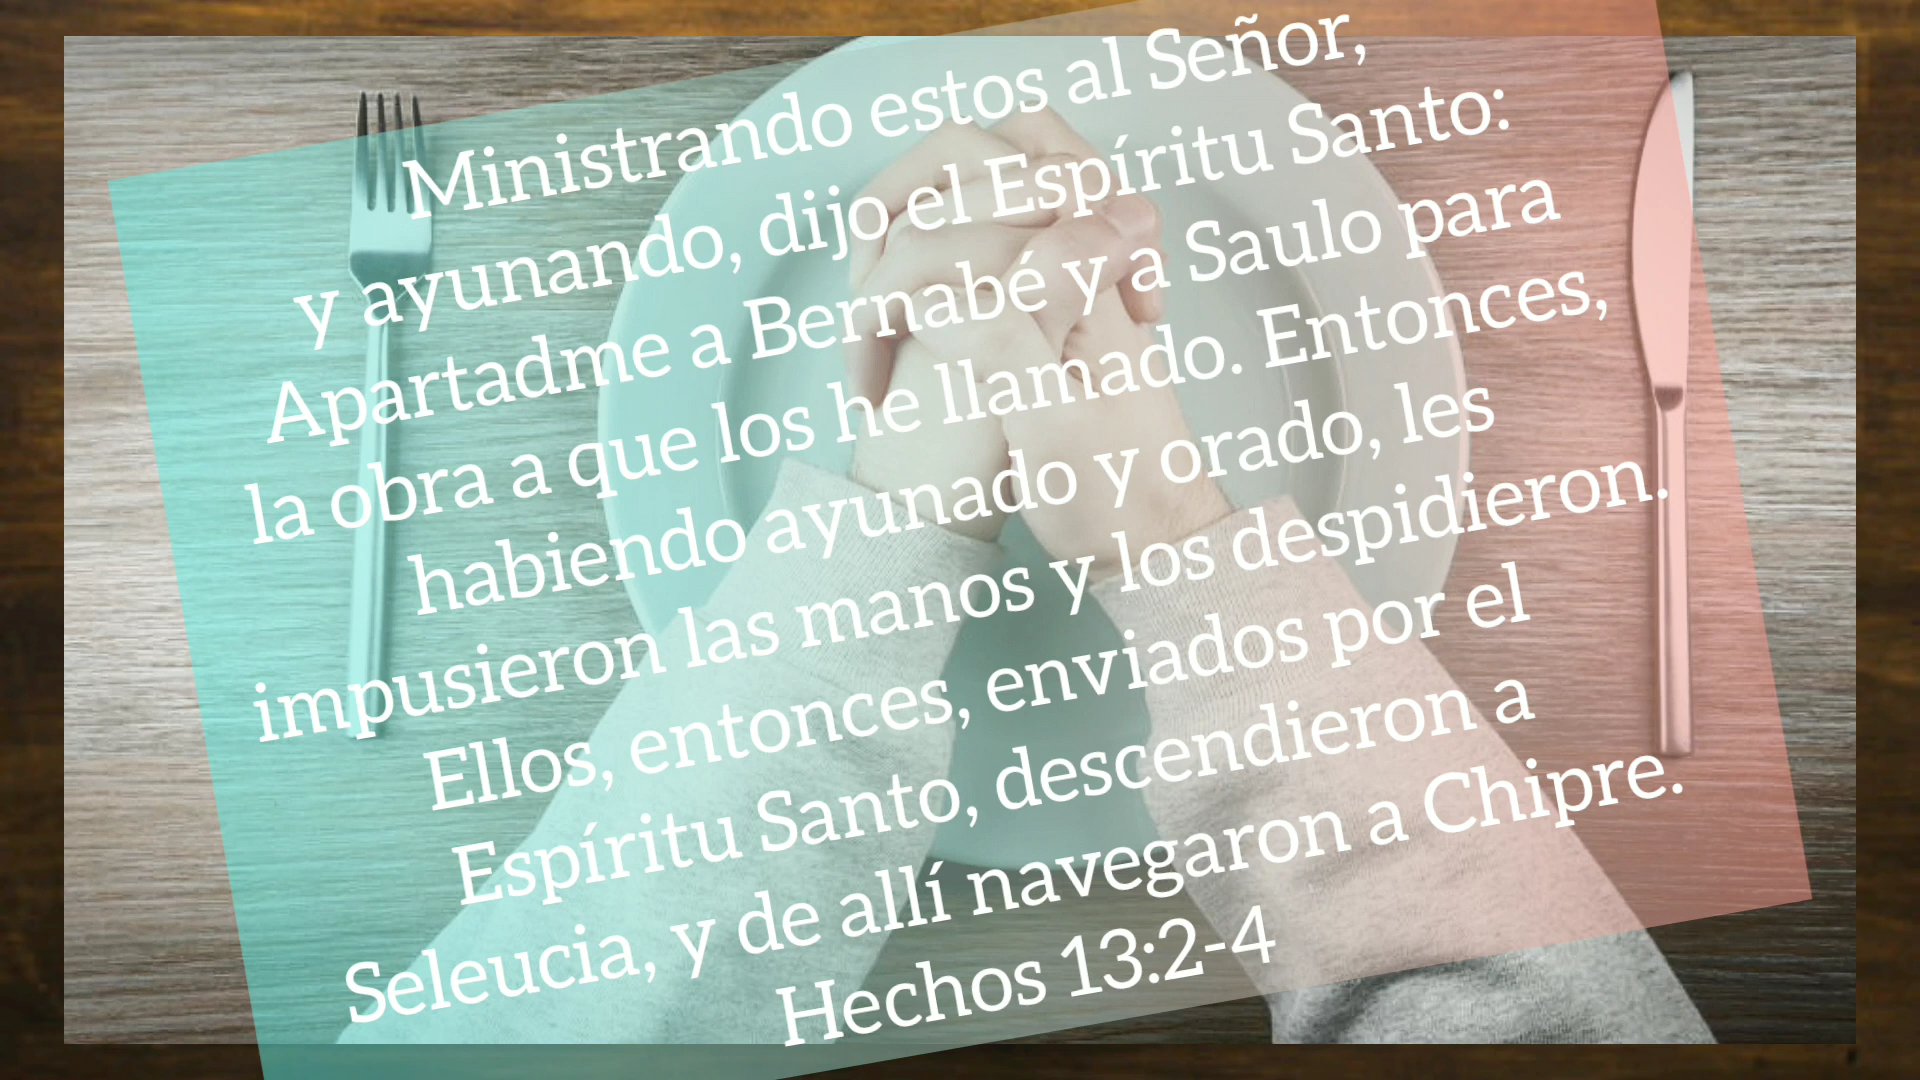 Ministrando estos al Señor,
y ayunando, dijo el Espíritu Santo:
Apartadme a Bernabé y a Saulo para
la obra a que los he llamado. Entonces,
habiendo ayunado y orado, les
impusieron las manos y los despidieron.
Ellos, entonces, enviados por el
Espíritu Santo, descendieron a
Seleucia, y de allí navegaron a Chipre.
Hechos 13:2-4